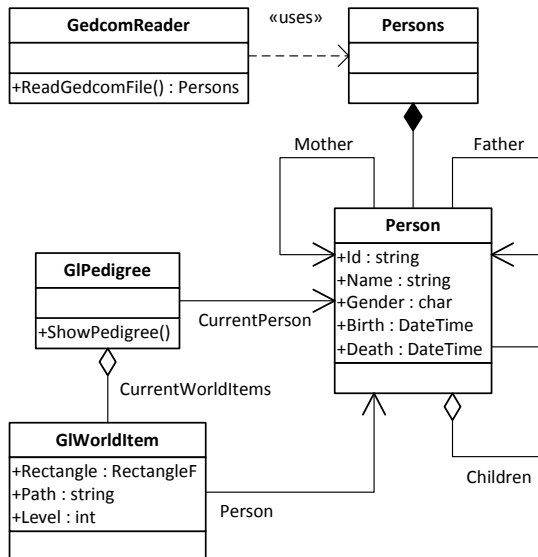 GedcomReader
+ReadGedcomFile() : Persons
«uses»
Persons
Mother
Father
Person
+Id : string
+Name : string
+Gender : char
+Birth : DateTime
+Death : DateTime
GlPedigree
+ShowPedigree()
CurrentPerson
CurrentWorldItems
GlWorldItem
+Rectangle : RectangleF
+Path : string
+Level : int
Person
Children